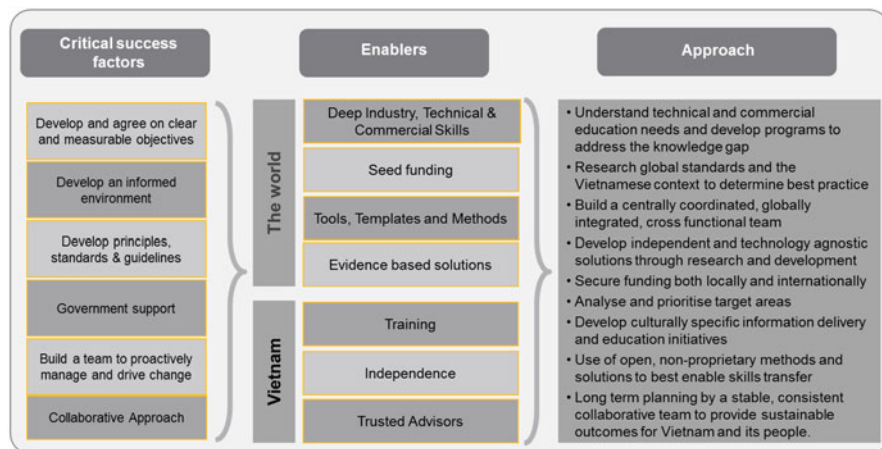 Critical success
factors
Develop and agree on clear
and measurable objectives
Develop an informed
environment
Develop principles,
standards & guidelines
Government support
Build a team to proactively
manage and drive change
Collaborative Approach
Enablers
The world
Deep Industry, Technical &
Commercial Skills
Seed funding
Tools, Templates and Methods
Evidence based solutions
Vietnam
Training
Independence
Trusted Advisors
Approach
• Understand technical and commercial
education needs and develop programs to
address the knowledge gap
• Research global standards and the
Vietnamese context to determine best practice
• Build a centrally coordinated, globally
integrated, cross functional team
• Develop independent and technology agnostic
solutions through research and development
• Secure funding both locally and internationally
• Analyse and prioritise target areas
• Develop culturally specific information delivery
and education initiatives
• Use of open, non-proprietary methods and
solutions to best enable skills transfer
• Long term planning by a stable, consistent
collaborative team to provide sustainable
outcomes for Vietnam and its people.